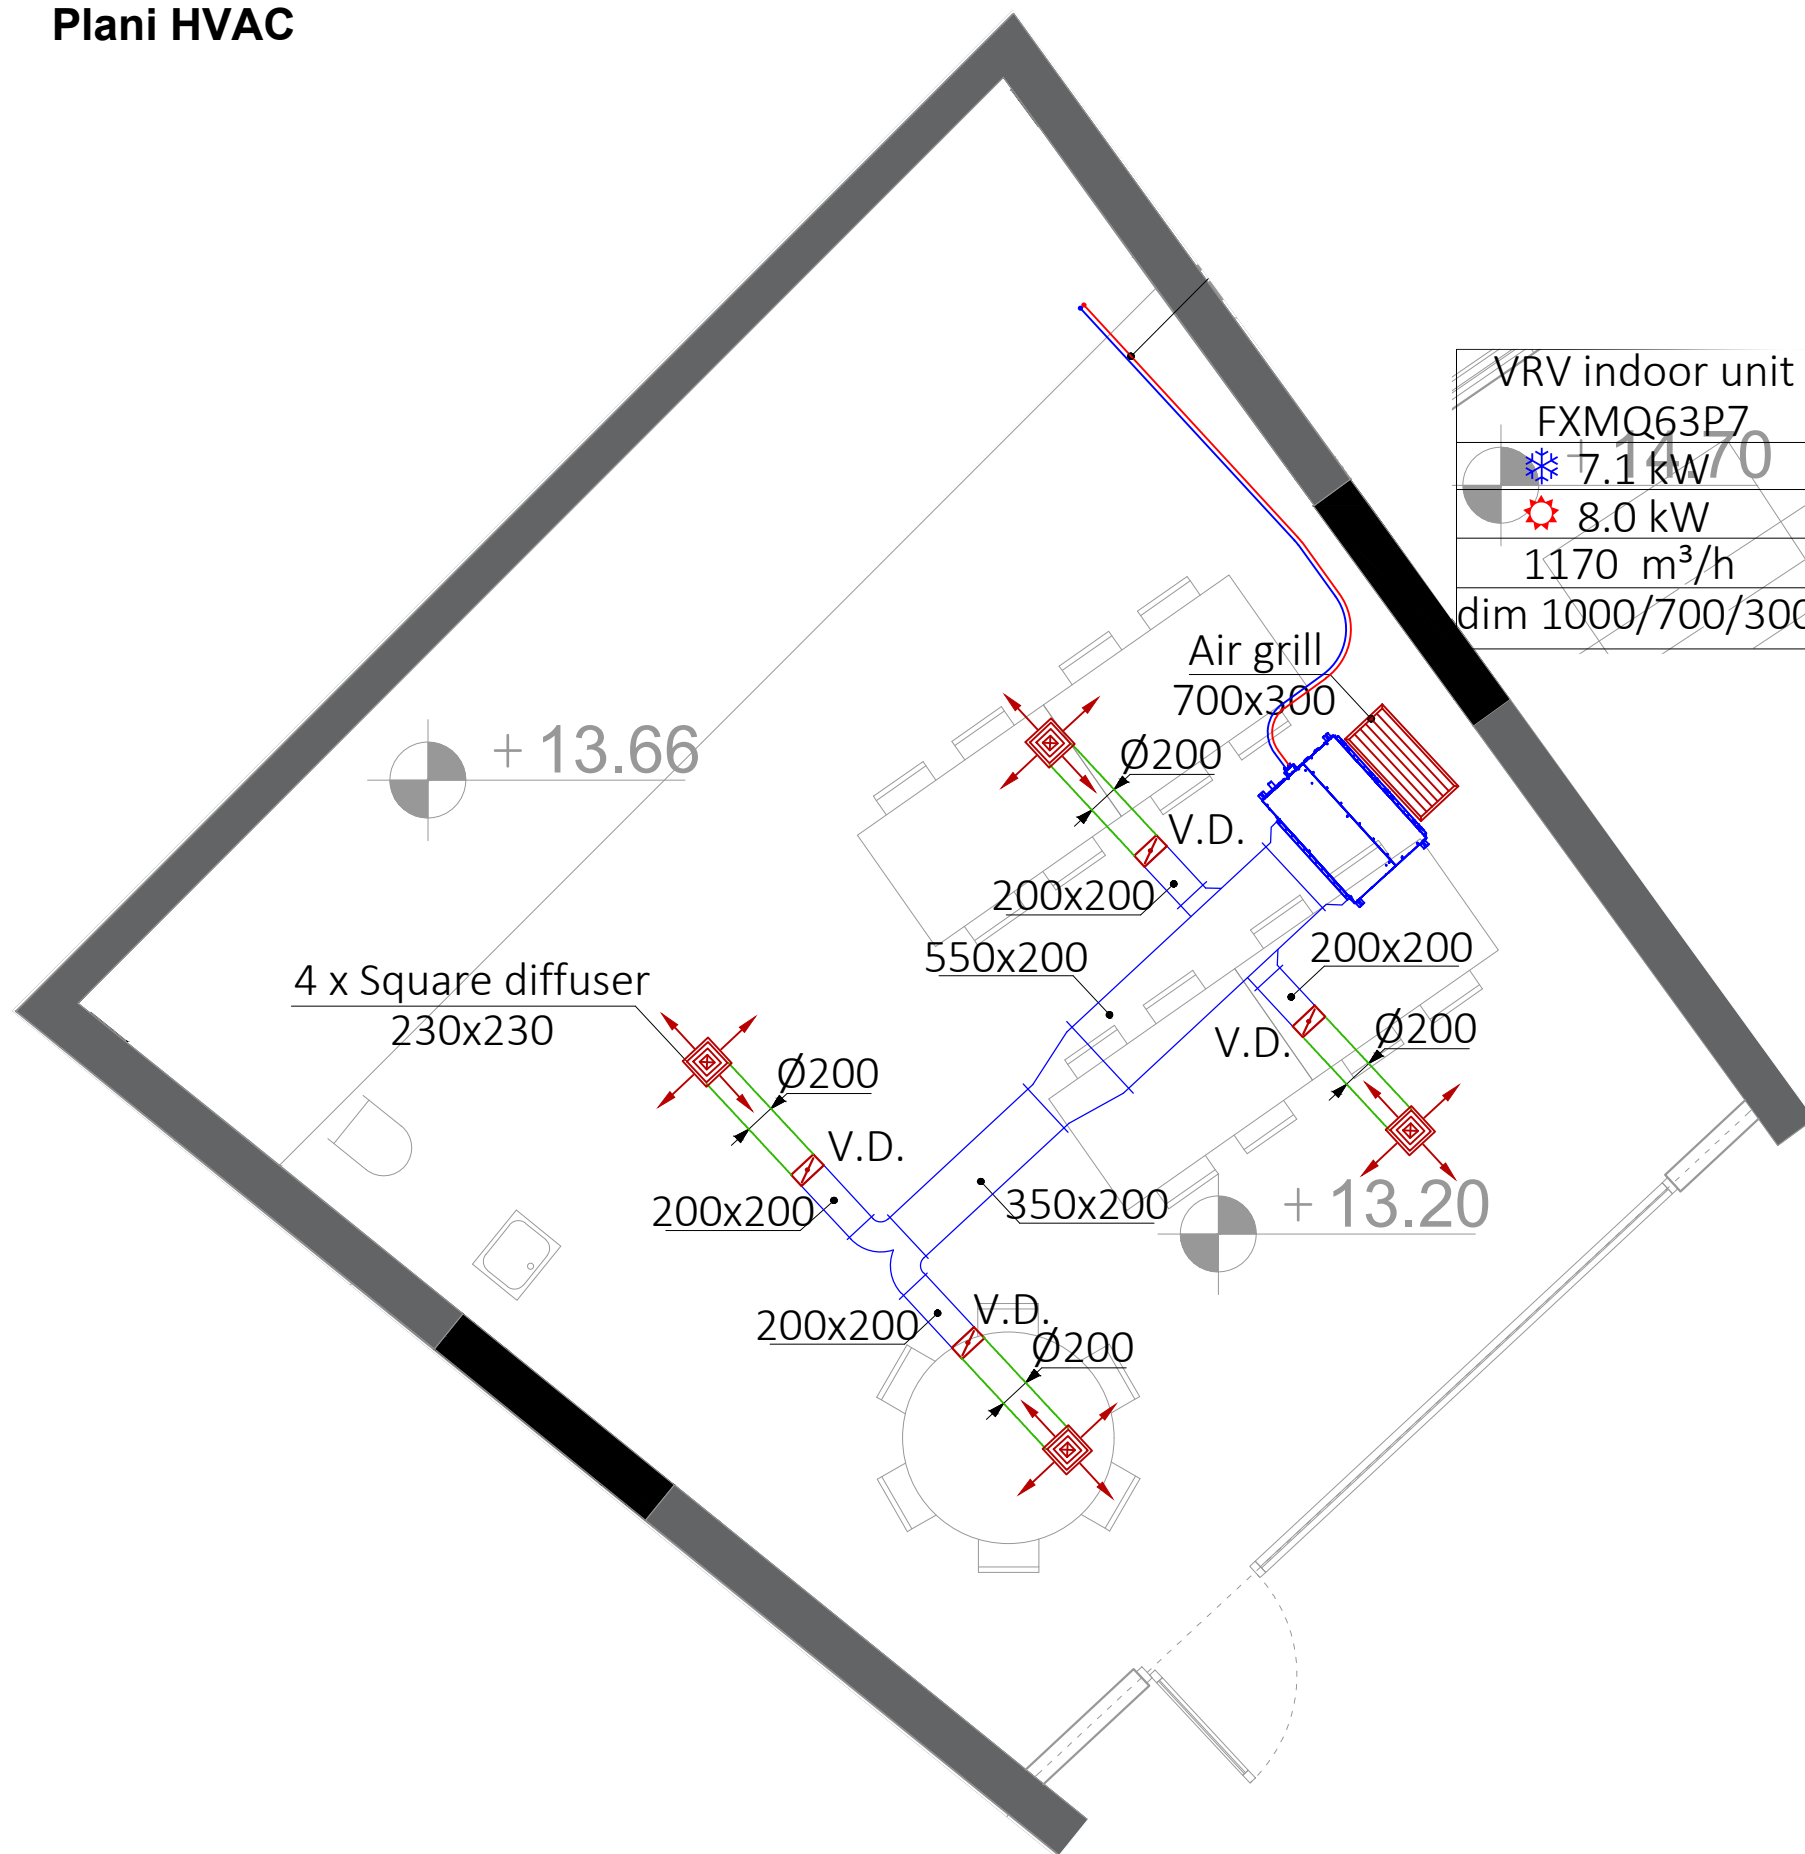 Plani HVAC
VRV indoor unit
FXMQ63P7
+ 14.70
7.1 kW
8.0 kW
1170 m³/h
dim 1000/700/300
Air grill
700x300
+ 13.66
Ø200
V.D.
200x200
550x200
200x200
4 x Square diffuser
230x230
V.D.
Ø200
Ø200
V.D.
200x200
350x200
+ 13.20
V.D.
200x200
Ø200